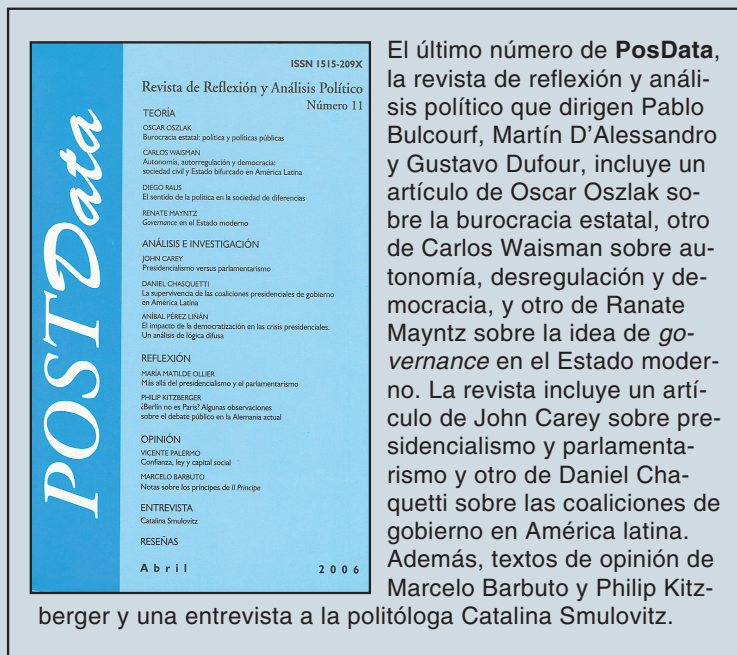 ISSN 1515-209X
Revista de Reflexión y Análisis Político
Número 11
POSTData
TEORÍA
OSCAR OSZLAK
Burocracia estatal: política y políticas públicas
CARLOS WAISMAN
Autonomía, autorregulación y democracia:
sociedad civil y Estado bifurcado en América Latina
DIEGO RAUS
El sentido de la política en la sociedad de diferencias
RENATE MAYNTZ
Governance en el Estado moderno
ANÁLISIS E INVESTIGACIÓN
JOHN CAREY
Presidencialismo versus parlamentarismo
DANIEL CHASQUETTI
La supervivencia de las coaliciones presidenciales de gobierno
en América Latina
ANÍBAL PÉREZ LIÑÁN
El impacto de la democratización en las crisis presidenciales.
Un análisis de lógica difusa
REFLEXIÓN
MARÍA MATILDE OLLIER
Más allá del presidencialismo y el parlamentarismo
PHILIP KITZBERGER
¿Berlín no es París? Algunas observaciones
sobre el debate público en la Alemania actual
OPINIÓN
VICENTE PALERMO
Confianza, ley y capital social
MARCELO BARBUTO
Notas sobre los príncipes de Il Principe
ENTREVISTA
Catalina Smulovitz
RESEÑAS
Abril 2006
El último número de PosData,
la revista de reflexión y análi-
sis político que dirigen Pablo
Bulcourf, Martín D'Alessandro
y Gustavo Dufour, incluye un
artículo de Oscar Oszlak so-
bre la burocracia estatal, otro
de Carlos Waisman sobre au-
tonomía, desregulación y de-
mocracia, y otro de Ranate
Mayntz sobre la idea de go-
vernance en el Estado moder-
no. La revista incluye un artí-
culo de John Carey sobre pre-
sidencialismo y parlamenta-
rismo y otro de Daniel Cha-
quetti sobre las coaliciones de
gobierno en América latina.
Además, textos de opinión de
Marcelo Barbuto y Philip Kitz-
berger y una entrevista a la politóloga Catalina Smulovitz.